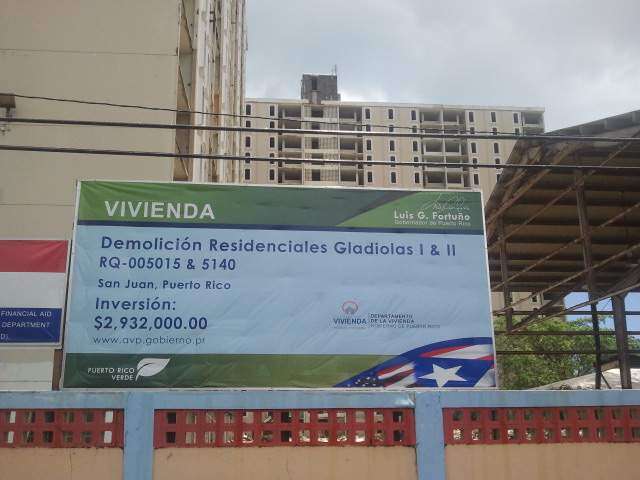 VIVIENDA
Luis G. Fortuño
Gobernador de Puerto Rico
Demolición Residenciales Gladiolas I & II
RQ-005015 & 5140
San Juan, Puerto Rico
Inversión:
$2,932,000.00
www.avp.gobierno.pr
VIVIENDA
DEPARTAMENTO
DE LA VIVIENDA
GOBIERNO DE PUERTO RICO
PUERTO RICO
VERDE
FINANCIAL AID
DEPARTMENT